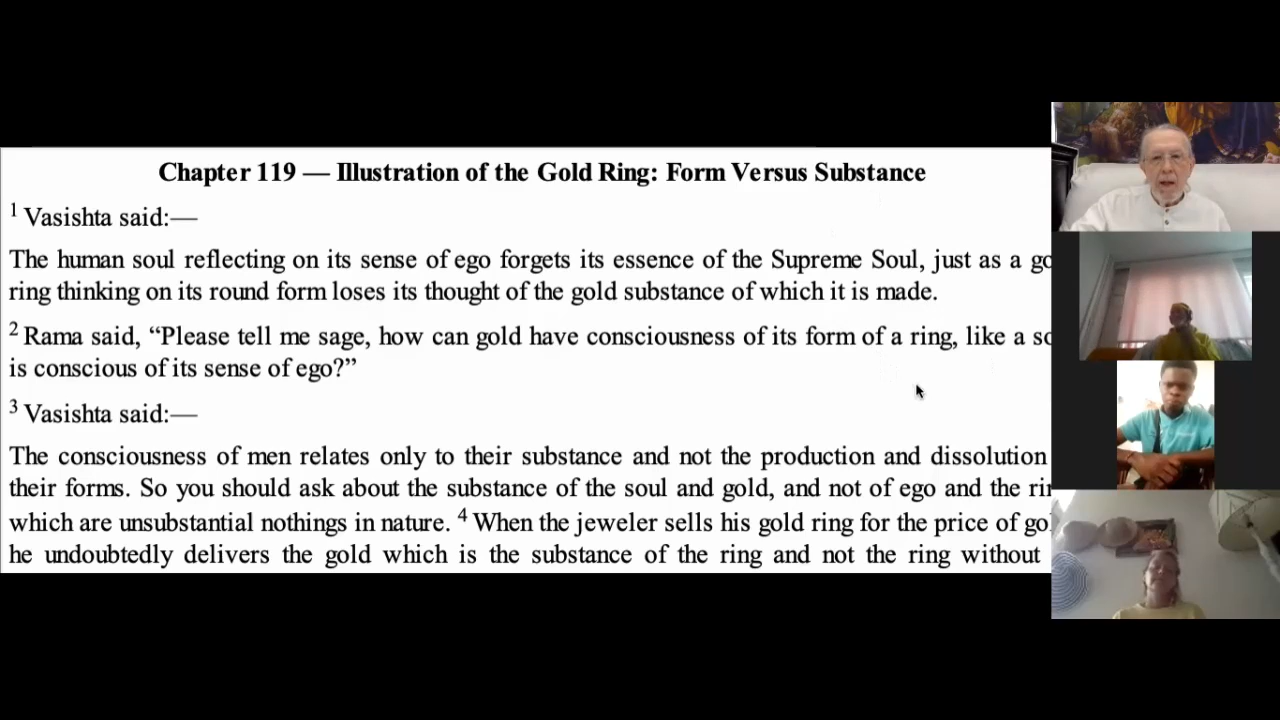 Chapter 119 — Illustration of the Gold Ring: Form Versus Substance
1 Vasishta said:—
The human soul reflecting on its sense of ego forgets its essence of the Supreme Soul, just as a
ring thinking on its round form loses its thought of the gold substance of which it is made.
2 Rama said, “Please tell me sage, how can gold have consciousness of its form of a ring, like a
is conscious of its sense of ego?”
3 Vasishta said:—
The consciousness of men relates only to their substance and not the production and dissolution
their forms. So you should ask about the substance of the soul and gold, and not of ego and the
which are unsubstantial nothings in nature. 4 When the jeweler sells his gold ring for the price of
he undoubtedly delivers the gold which is the substance of the ring and not the ring without